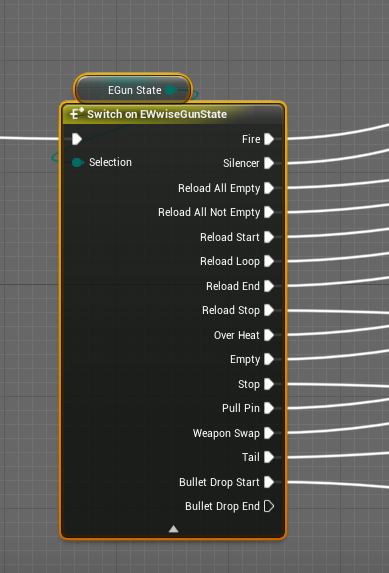 EGun State
Switch on EWwiseGunState
Fire
Selection
Silencer
Reload All Empty
Reload All Not Empty
Reload Start
Reload Loop
Reload End
Reload Stop
Over Heat
Empty
Stop
Pull Pin
Weapon Swap
Tail
Bullet Drop Start
Bullet Drop End